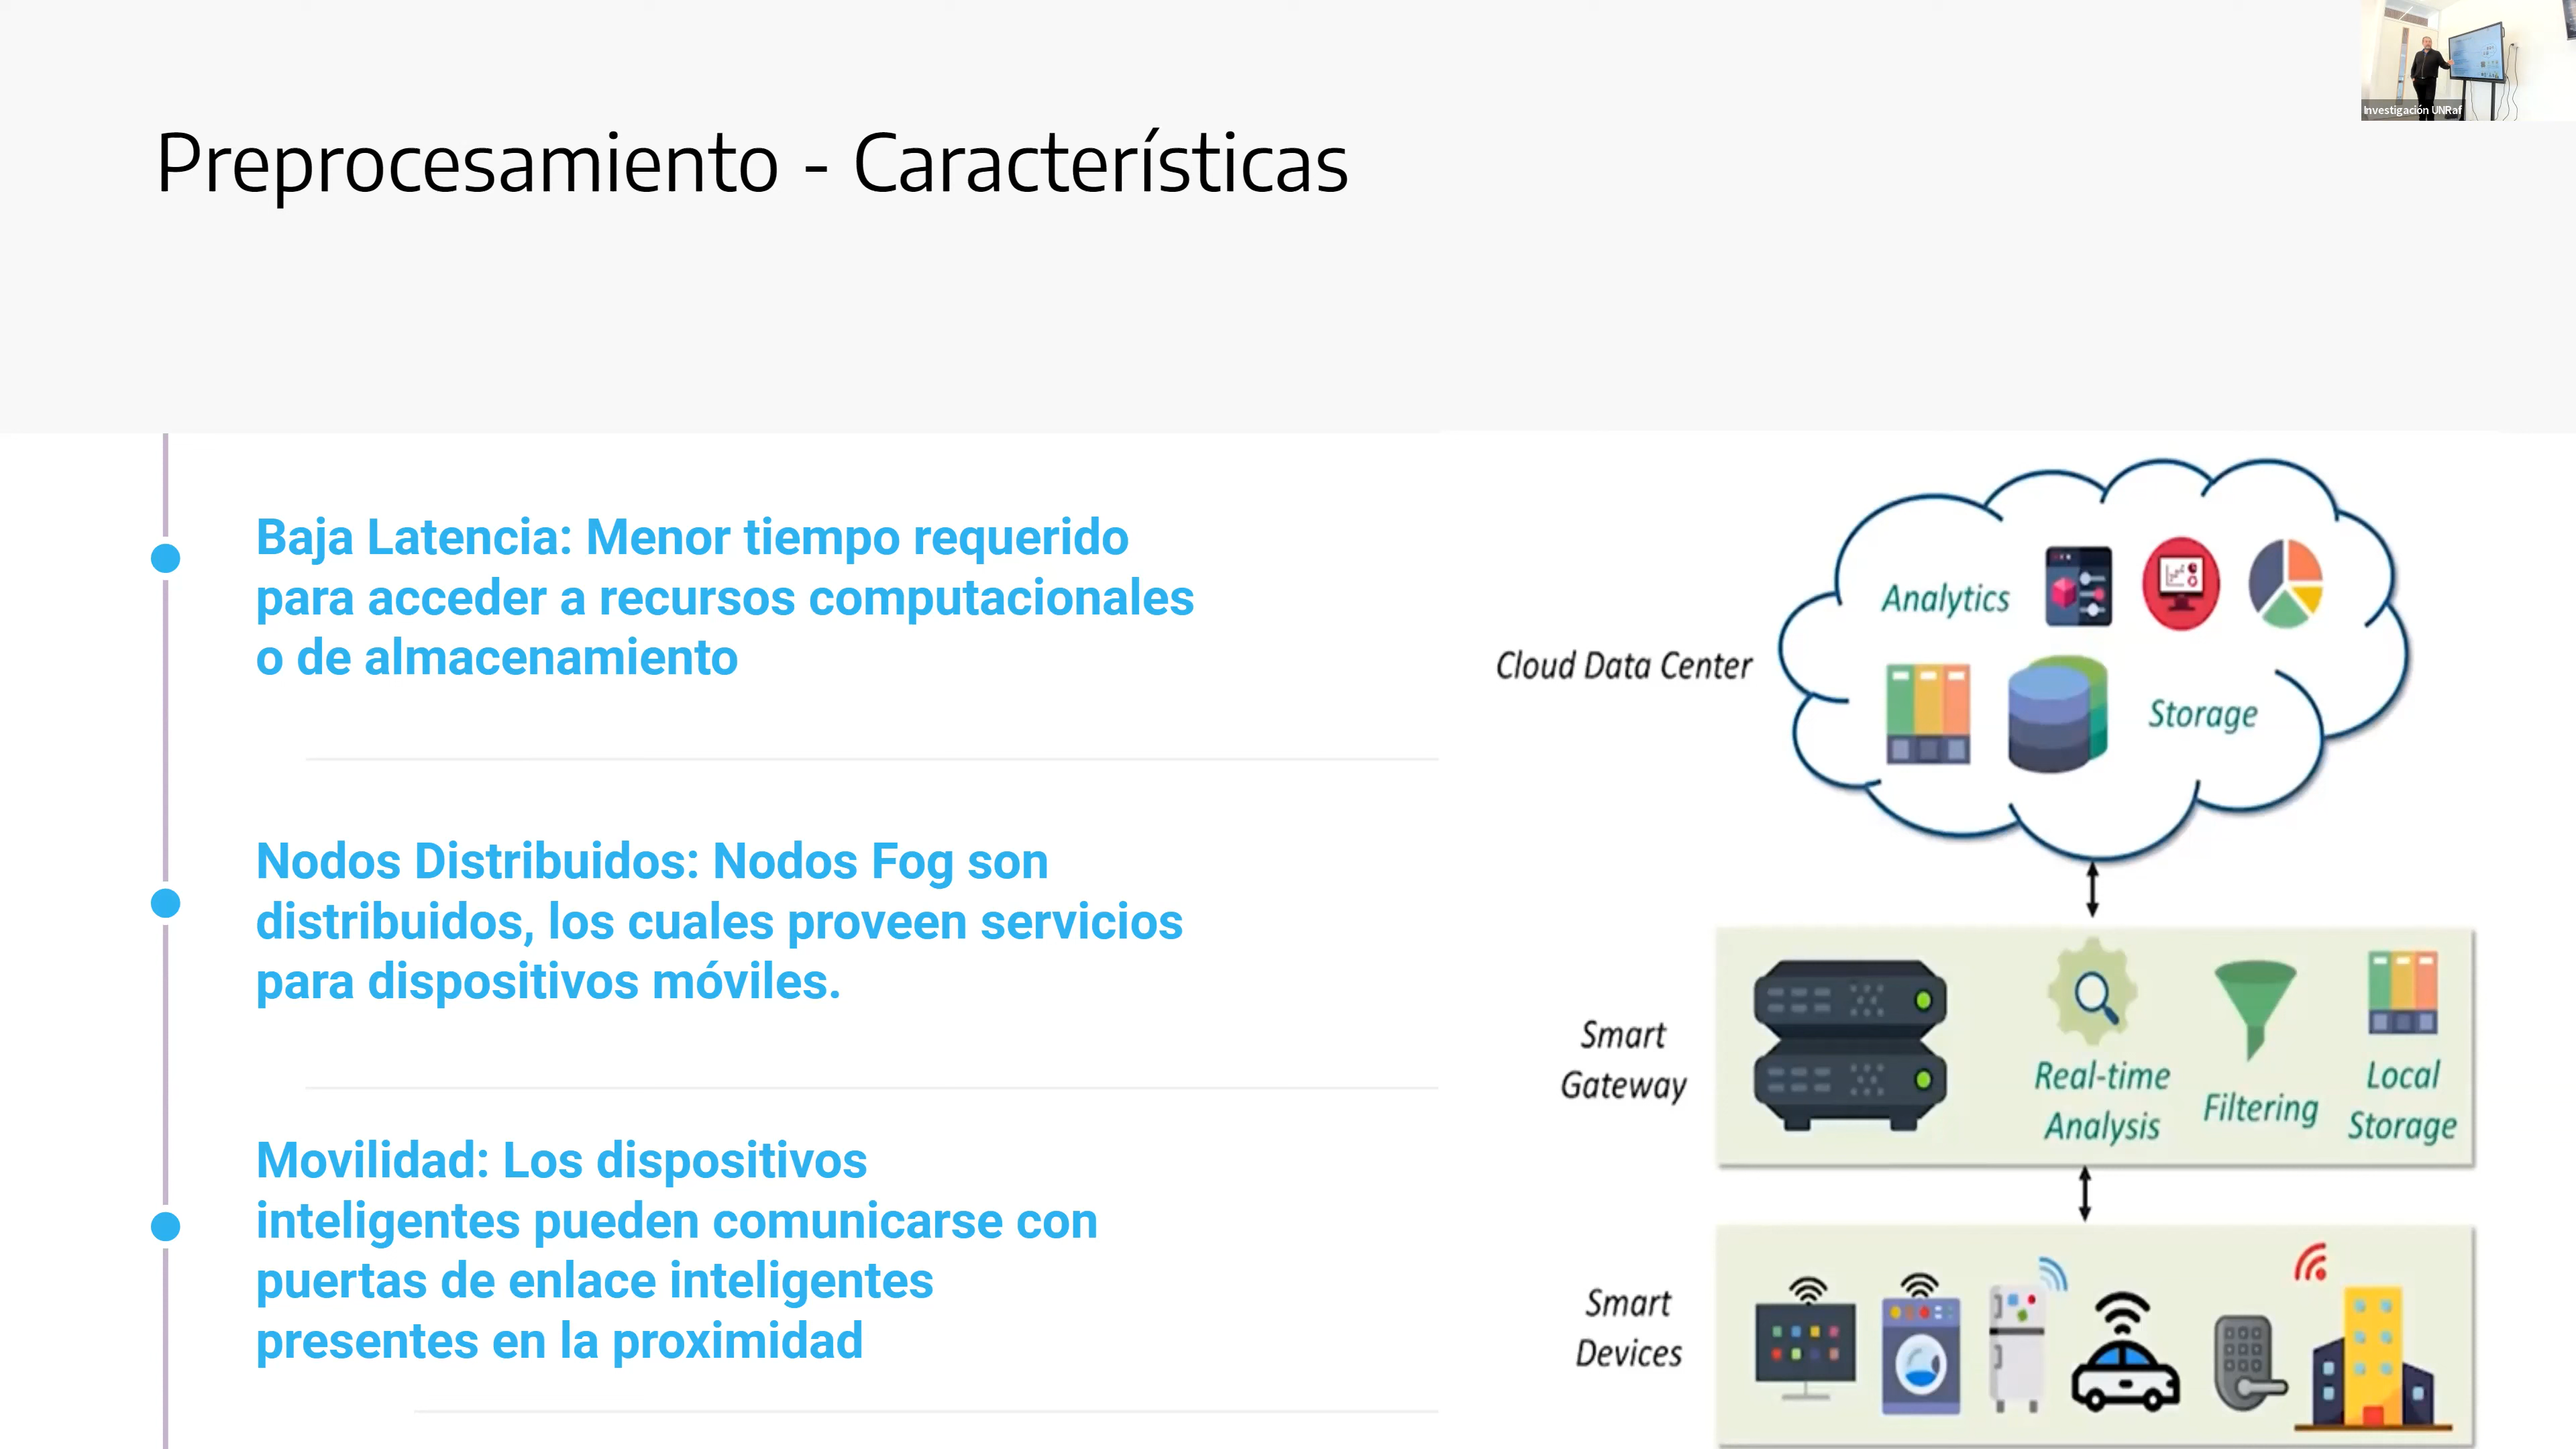 Investigación UNRaf
Preprocesamiento - Características
Baja Latencia: Menor tiempo requerido
para acceder a recursos computacionales
o de almacenamiento
Nodos Distribuidos: Nodos Fog son
distribuidos, los cuales proveen servicios
para dispositivos móviles.
Movilidad: Los dispositivos
inteligentes pueden comunicarse con
puertas de enlace inteligentes
presentes en la proximidad
Cloud Data Center
Analytics
Storage
Smart
Gateway
Real-time
Analysis
Filtering
Local
Storage
Smart
Devices